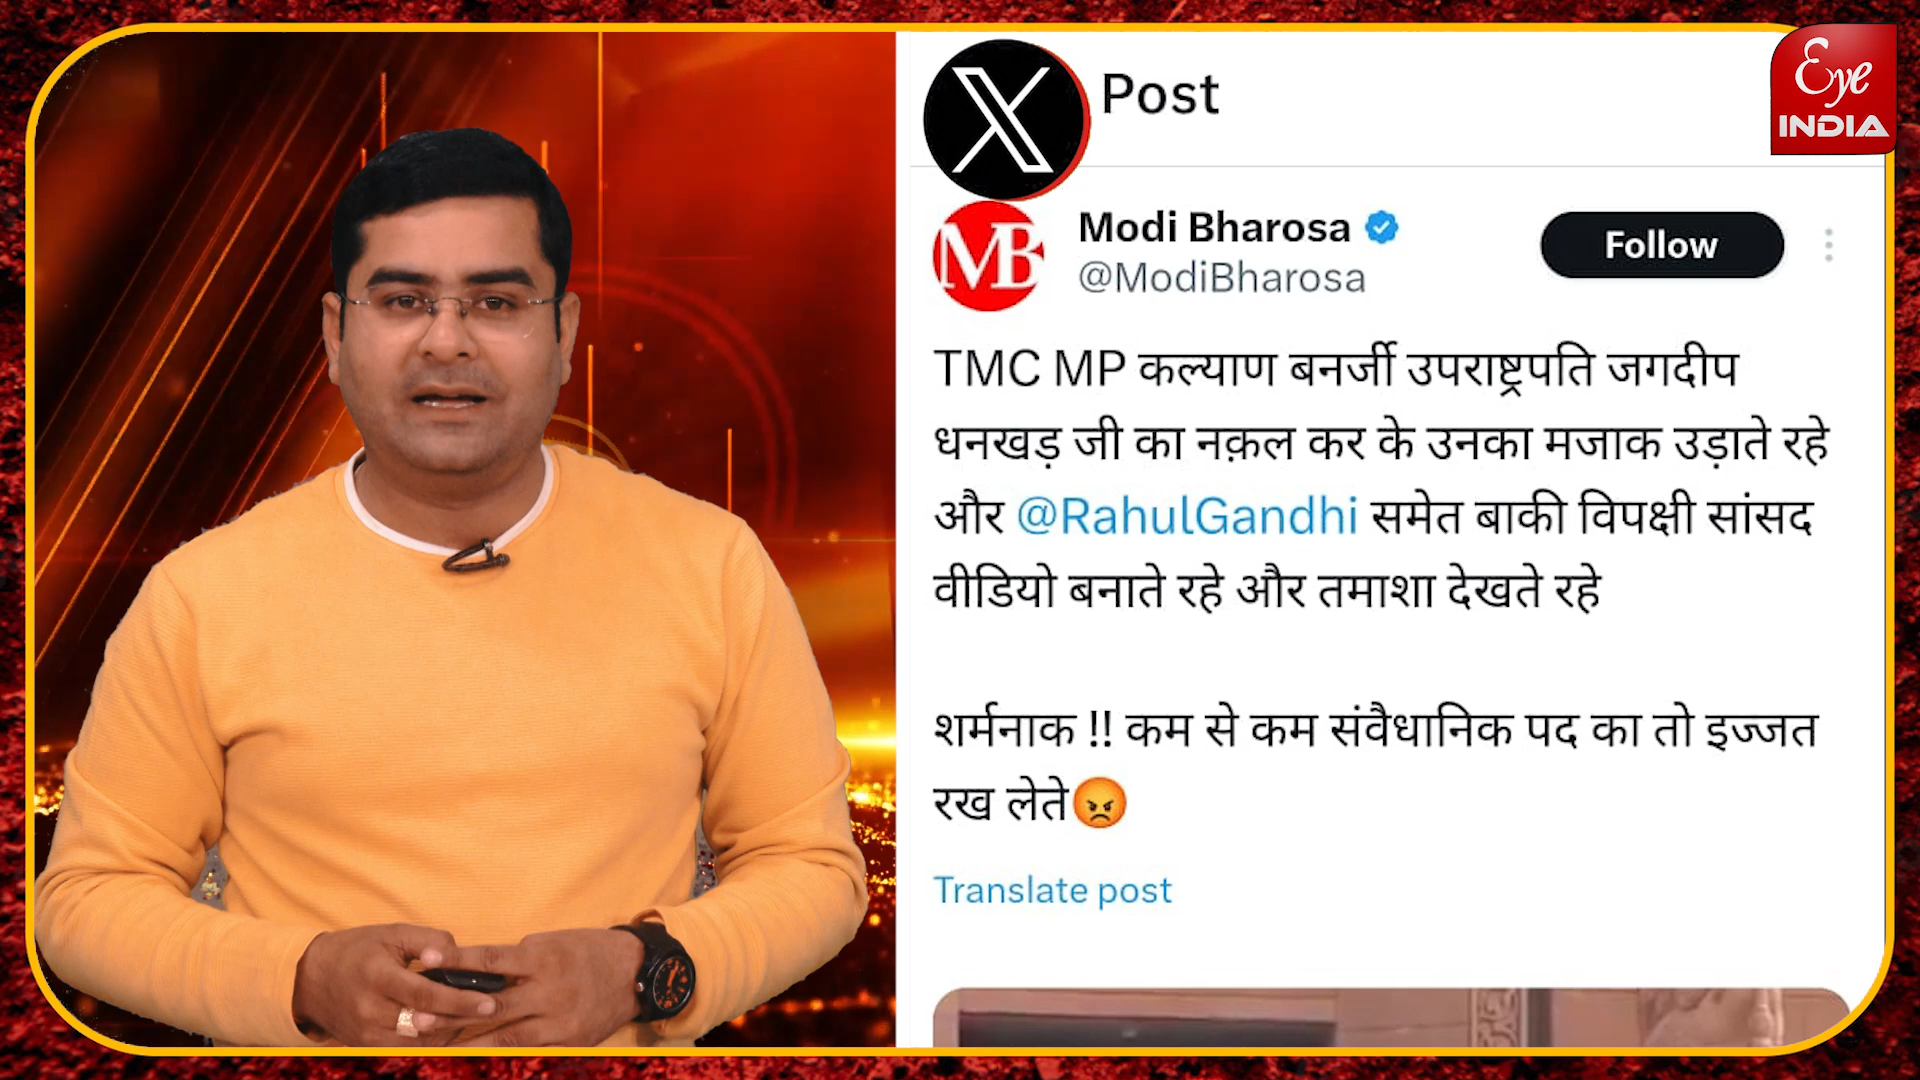 Eye
INDIA
X
Post
MB
Modi Bharosa
@ModiBharosa
Follow
TMC MP कल्याण बनर्जी उपराष्ट्रपति जगदीप
धनखड़ जी का नक़ल कर के उनका मजाक उड़ाते रहे
और @RahulGandhi समेत बाकी विपक्षी सांसद
वीडियो बनाते रहे और तमाशा देखते रहे
शर्मनाक !! कम से कम संवैधानिक पद का तो इज्जत
रख लेते😡
Translate post